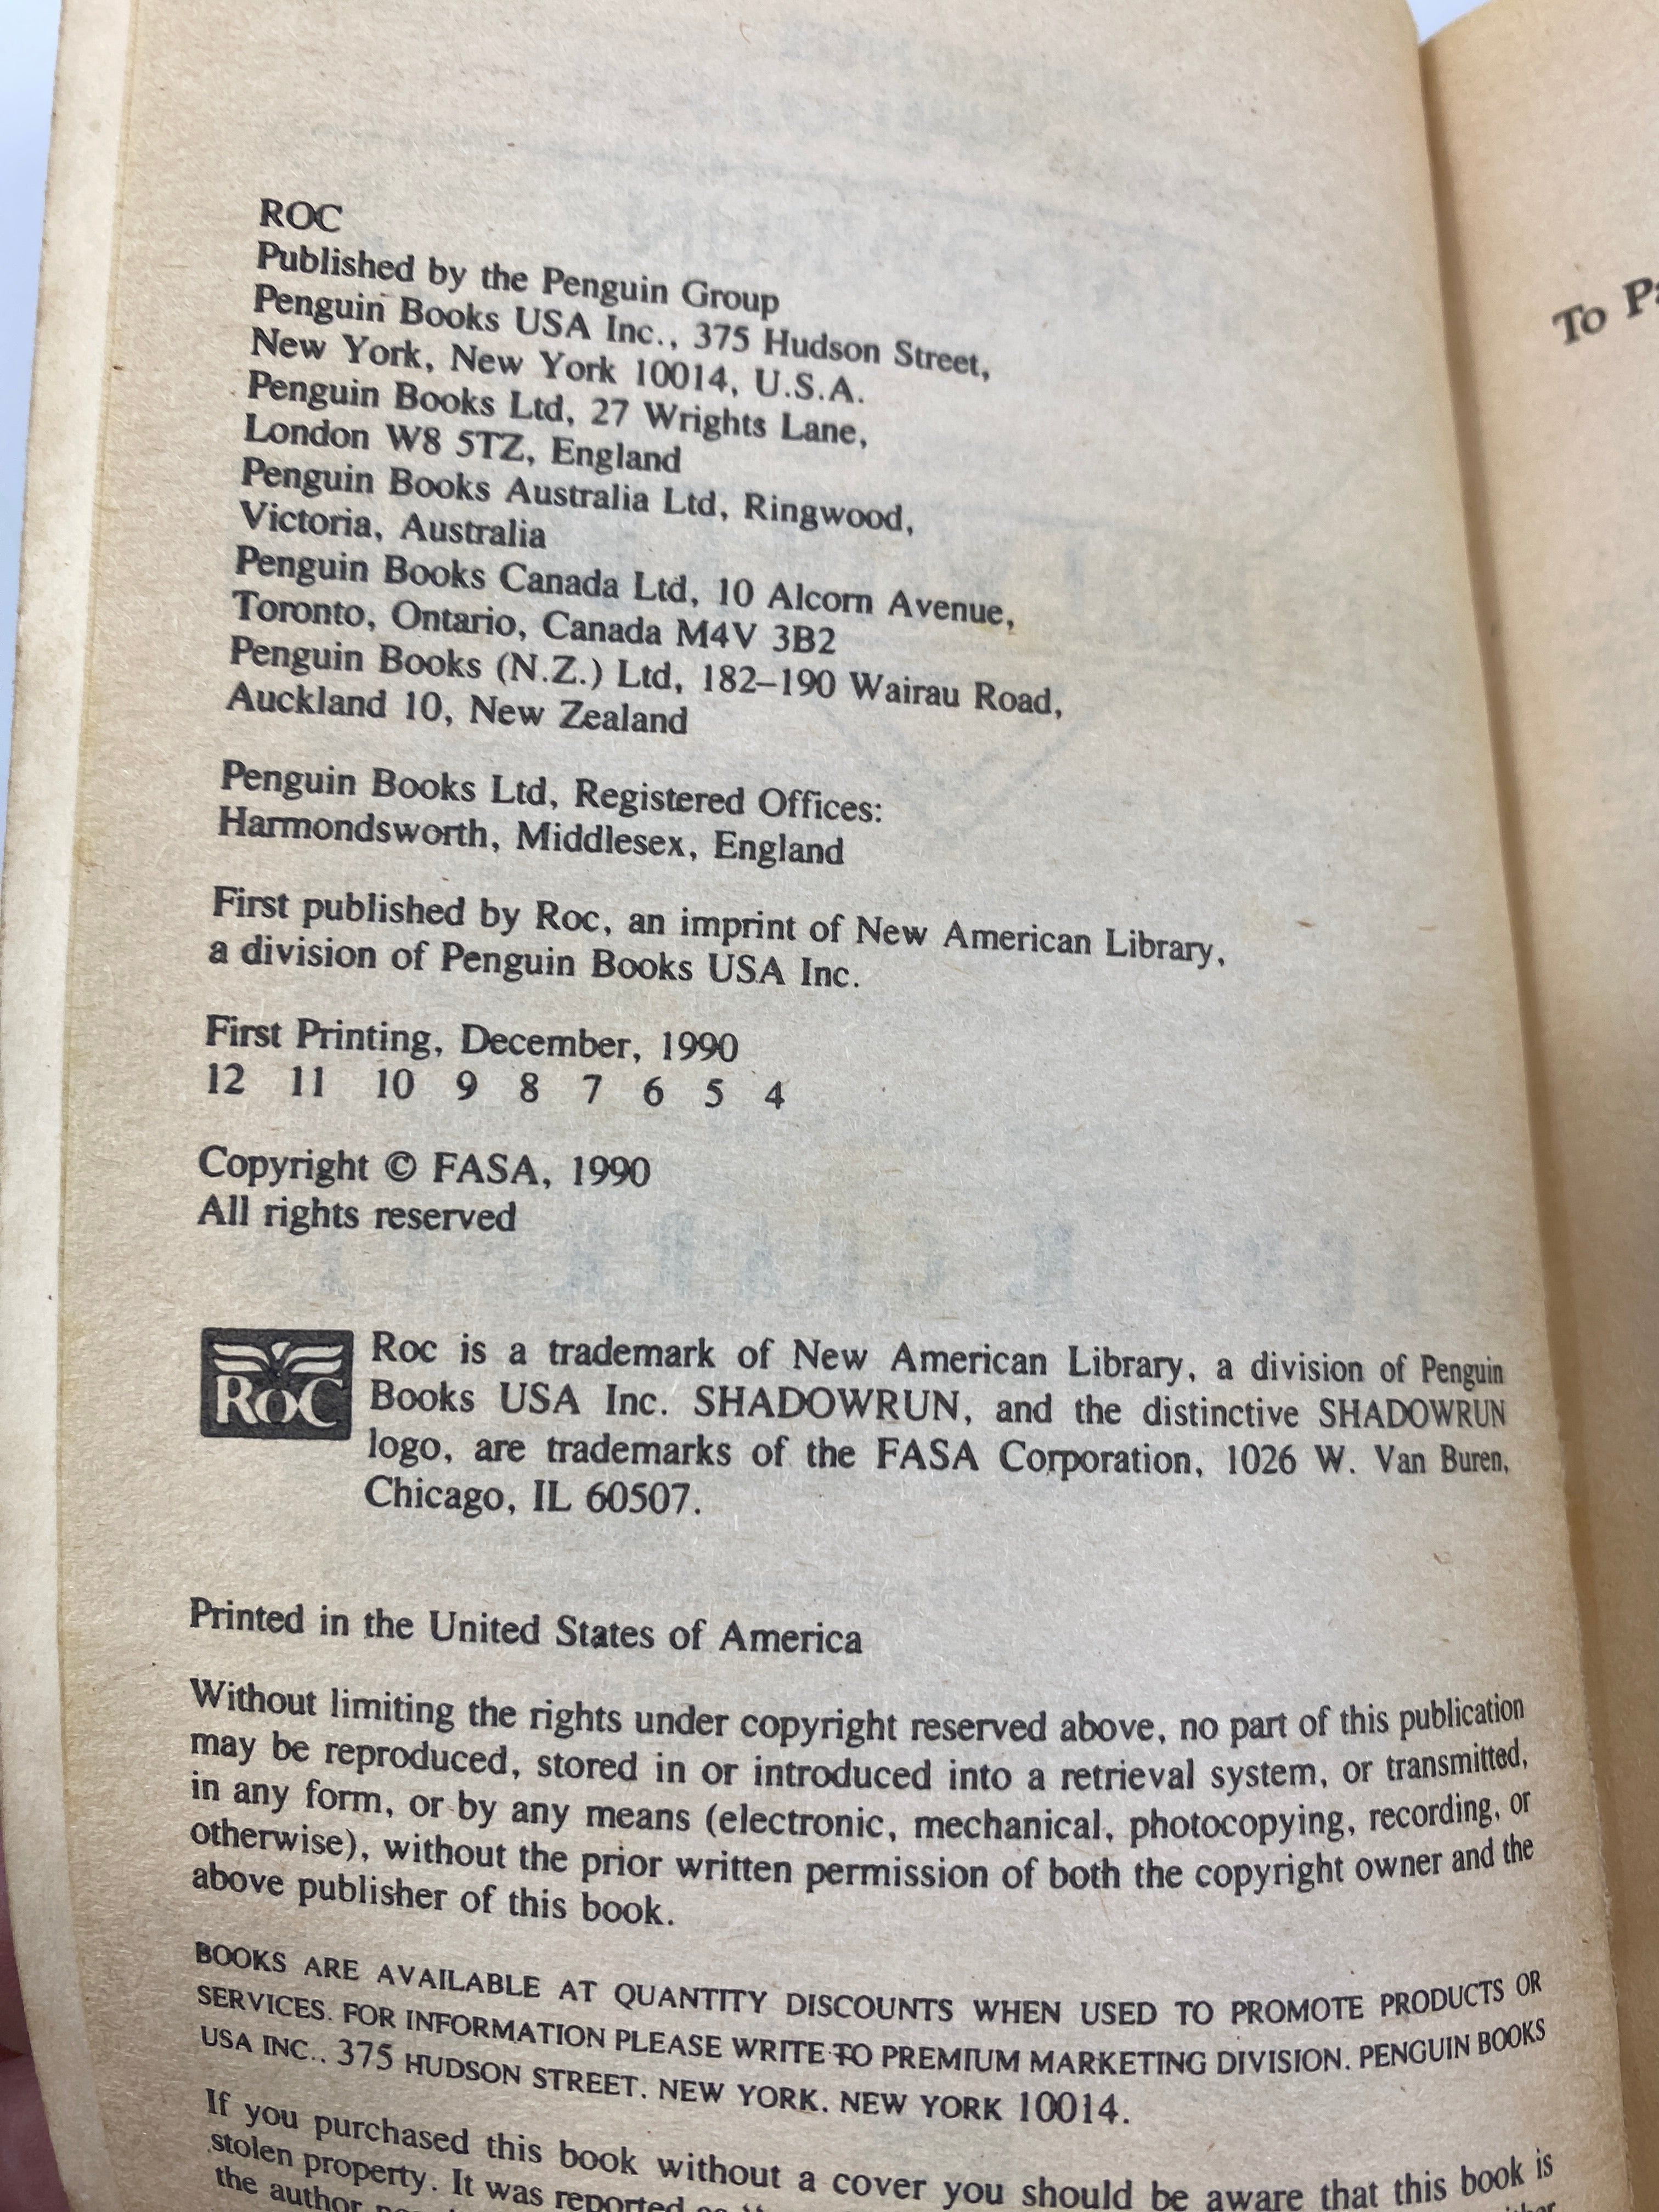 ROC
Published by the Penguin Group
Penguin Books USA Inc., 375 Hudson Street,
New York, New York 10014, U.S.A.
Penguin Books Ltd, 27 Wrights Lane,
London W8 5TZ, England
Penguin Books Australia Ltd, Ringwood,
Victoria, Australia
Penguin Books Canada Ltd, 10 Alcorn Avenue,
Toronto, Ontario, Canada M4V 3B2
Penguin Books (N.Z.) Ltd, 182–190 Wairau Road,
Auckland 10, New Zealand
Penguin Books Ltd, Registered Offices:
Harmondsworth, Middlesex, England
First published by Roc, an imprint of New American Library,
a division of Penguin Books USA Inc.
First Printing, December, 1990
12 11 10 9 8 7 6 5 4
Copyright © FASA, 1990
All rights reserved
ROC
Roc is a trademark of New American Library, a division of Penguin
Books USA Inc. SHADOWRUN, and the distinctive SHADOWRUN
logo, are trademarks of the FASA Corporation, 1026 W. Van Buren,
Chicago, IL 60507.
Printed in the United States of America
Without limiting the rights under copyright reserved above, no part of this publication
may be reproduced, stored in or introduced into a retrieval system, or transmitted,
in any form, or by any means (electronic, mechanical, photocopying, recording, or
otherwise), without the prior written permission of both the copyright owner and the
above publisher of this book.
BOOKS ARE AVAILABLE AT QUANTITY DISCOUNTS WHEN USED TO PROMOTE PRODUCTS OR
SERVICES. FOR INFORMATION PLEASE WRITE TO PREMIUM MARKETING DIVISION. PENGUIN BOOKS
USA INC., 375 HUDSON STREET. NEW YORK. NEW YORK 10014.
If you purchased this book without a cover you should be aware that this book is
stolen property. It was reported
the author
To